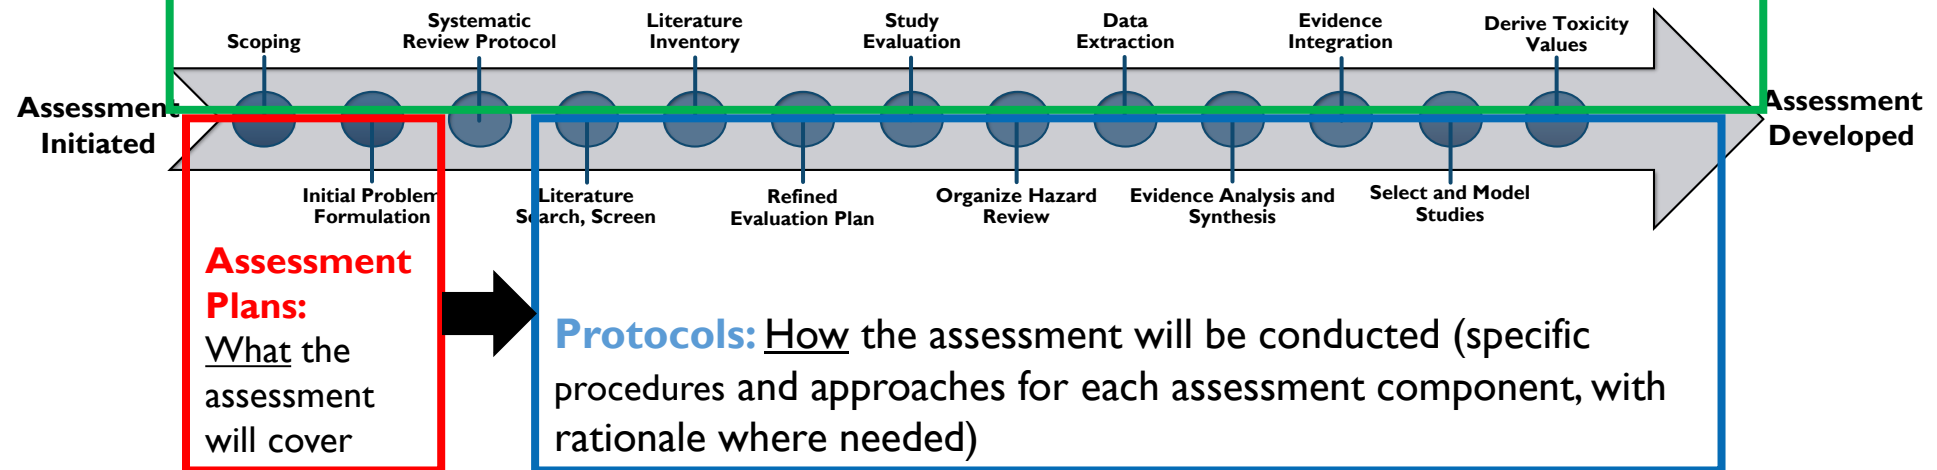 Scoping
Systematic
Review Protocol
Literature
Inventory
Study
Evaluation
Data
Extraction
Evidence
Integration
Derive Toxicity
Values
Assessment
Initiated
Assessment
Developed
Initial Problem
Formulation
Literature
Search, Screen
Refined
Evaluation Plan
Organize Hazard
Review
Evidence Analysis and
Synthesis
Select and Model
Studies
Assessment
Plans:
What the
assessment
will cover
Protocols: How the assessment will be conducted (specific
procedures and approaches for each assessment component, with
rationale where needed)